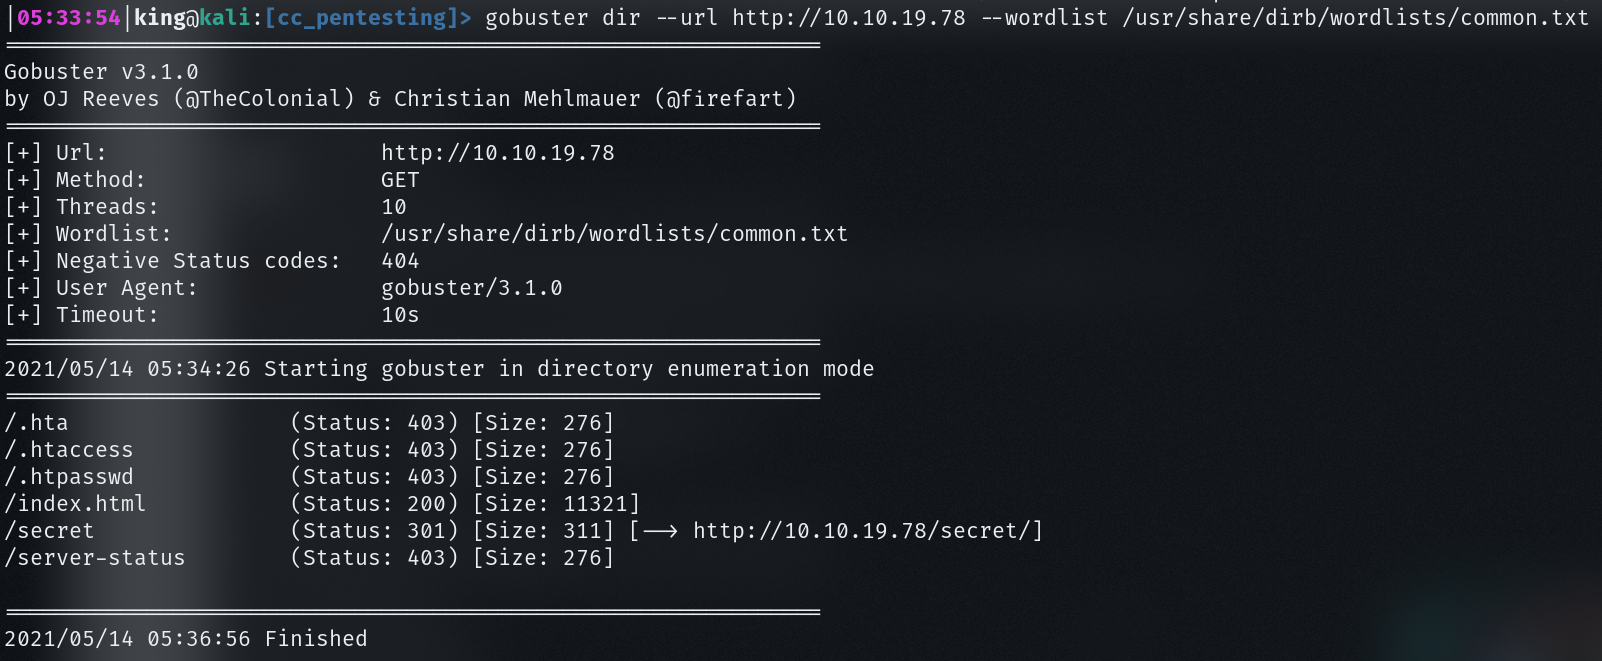 |05:33:54|king@kali:[cc_pentesting]> gobuster dir --url http://10.10.19.78 --wordlist /usr/share/dirb/wordlists/common.txt
===============================================================
Gobuster v3.1.0
by OJ Reeves (@TheColonial) & Christian Mehlmauer (@firefart)
===============================================================
[+] Url:                     http://10.10.19.78
[+] Method:                  GET
[+] Threads:                 10
[+] Wordlist:                /usr/share/dirb/wordlists/common.txt
[+] Negative Status codes:   404
[+] User Agent:              gobuster/3.1.0
[+] Timeout:                 10s
===============================================================
2021/05/14 05:34:26 Starting gobuster in directory enumeration mode
===============================================================
/.hta                 (Status: 403) [Size: 276]
/.htaccess            (Status: 403) [Size: 276]
/.htpasswd            (Status: 403) [Size: 276]
/index.html           (Status: 200) [Size: 11321]
/secret               (Status: 301) [Size: 311] [--> http://10.10.19.78/secret/]
/server-status        (Status: 403) [Size: 276]
===============================================================
2021/05/14 05:36:56 Finished